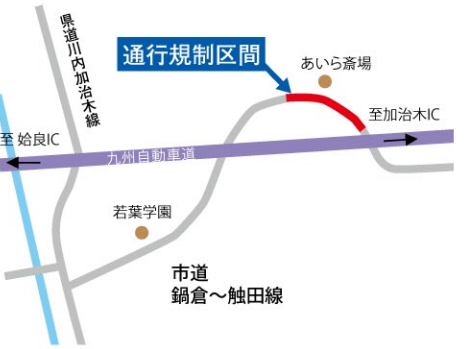 県道川内加治木線
通行規制区間
あいら斎場
至加治木IC
至 姶良IC
九州自動車道
若葉学園
市道
鍋倉～触田線